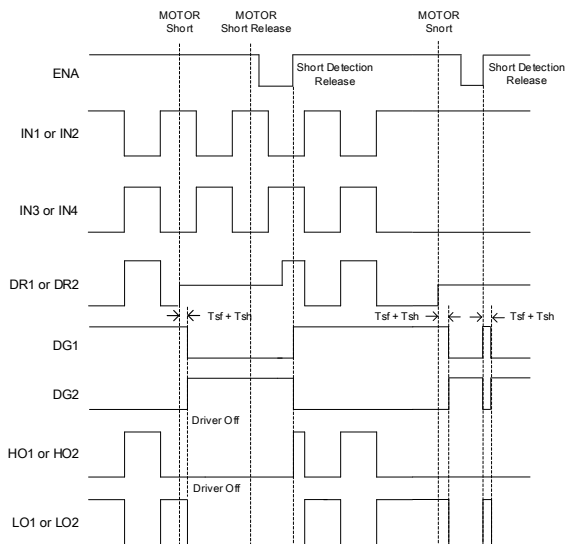 MOTOR
Short
MOTOR
Short Release
MOTOR
Snort
ENA
Short Detection
Release
Short Detection
Release
IN1 or IN2
IN3 or IN4
DR1 or DR2
Tsf + Tsh
Tsf + Tsh
Tsf + Tsh
DG1
DG2
Driver Off
HO1 or HO2
Driver Off
LO1 or LO2